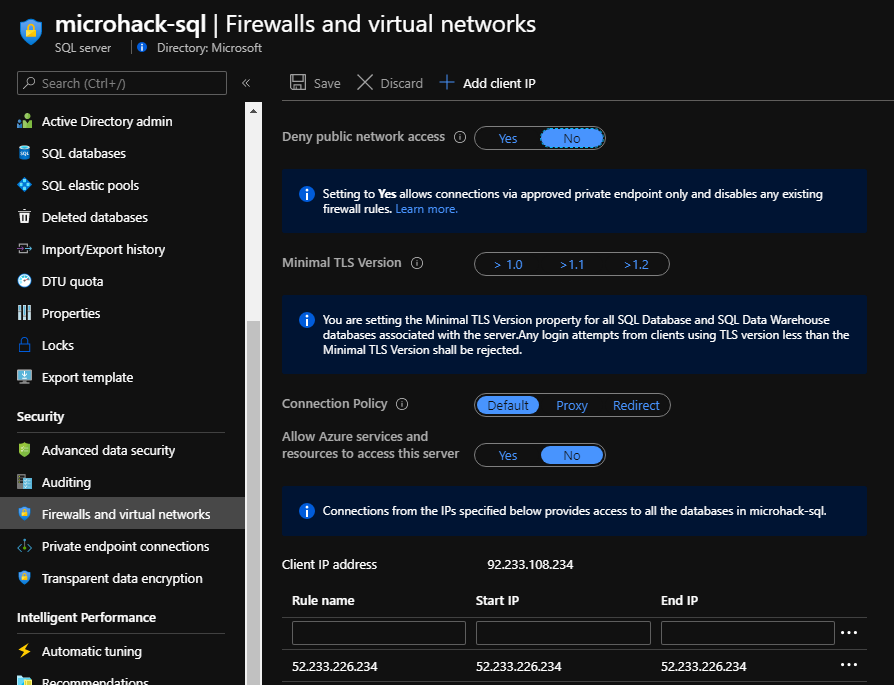 microhack-sql | Firewalls and virtual networks
SQL server
Directory: Microsoft
Search (Ctrl+/)
«
Active Directory admin
SQL databases
SQL elastic pools
Deleted databases
Import/Export history
DTU quota
Properties
Locks
Export template
Security
Advanced data security
Auditing
Firewalls and virtual networks
Private endpoint connections
Transparent data encryption
Intelligent Performance
Automatic tuning
Recommendations
Save
Discard
Add client IP
Deny public network access
Yes
No
Setting to Yes allows connections via approved private endpoint only and disables any existing
firewall rules. Learn more.
Minimal TLS Version
> 1.0
>1.1
>1.2
You are setting the Minimal TLS Version property for all SQL Database and SQL Data Warehouse
databases associated with the server.Any login attempts from clients using TLS version less than the
Minimal TLS Version shall be rejected.
Connection Policy
Default
Proxy
Redirect
Allow Azure services and
resources to access this server
Yes
No
Connections from the IPs specified below provides access to all the databases in microhack-sql.
Client IP address
92.233.108.234
Rule name
Start IP
End IP
52.233.226.234
52.233.226.234
52.233.226.234